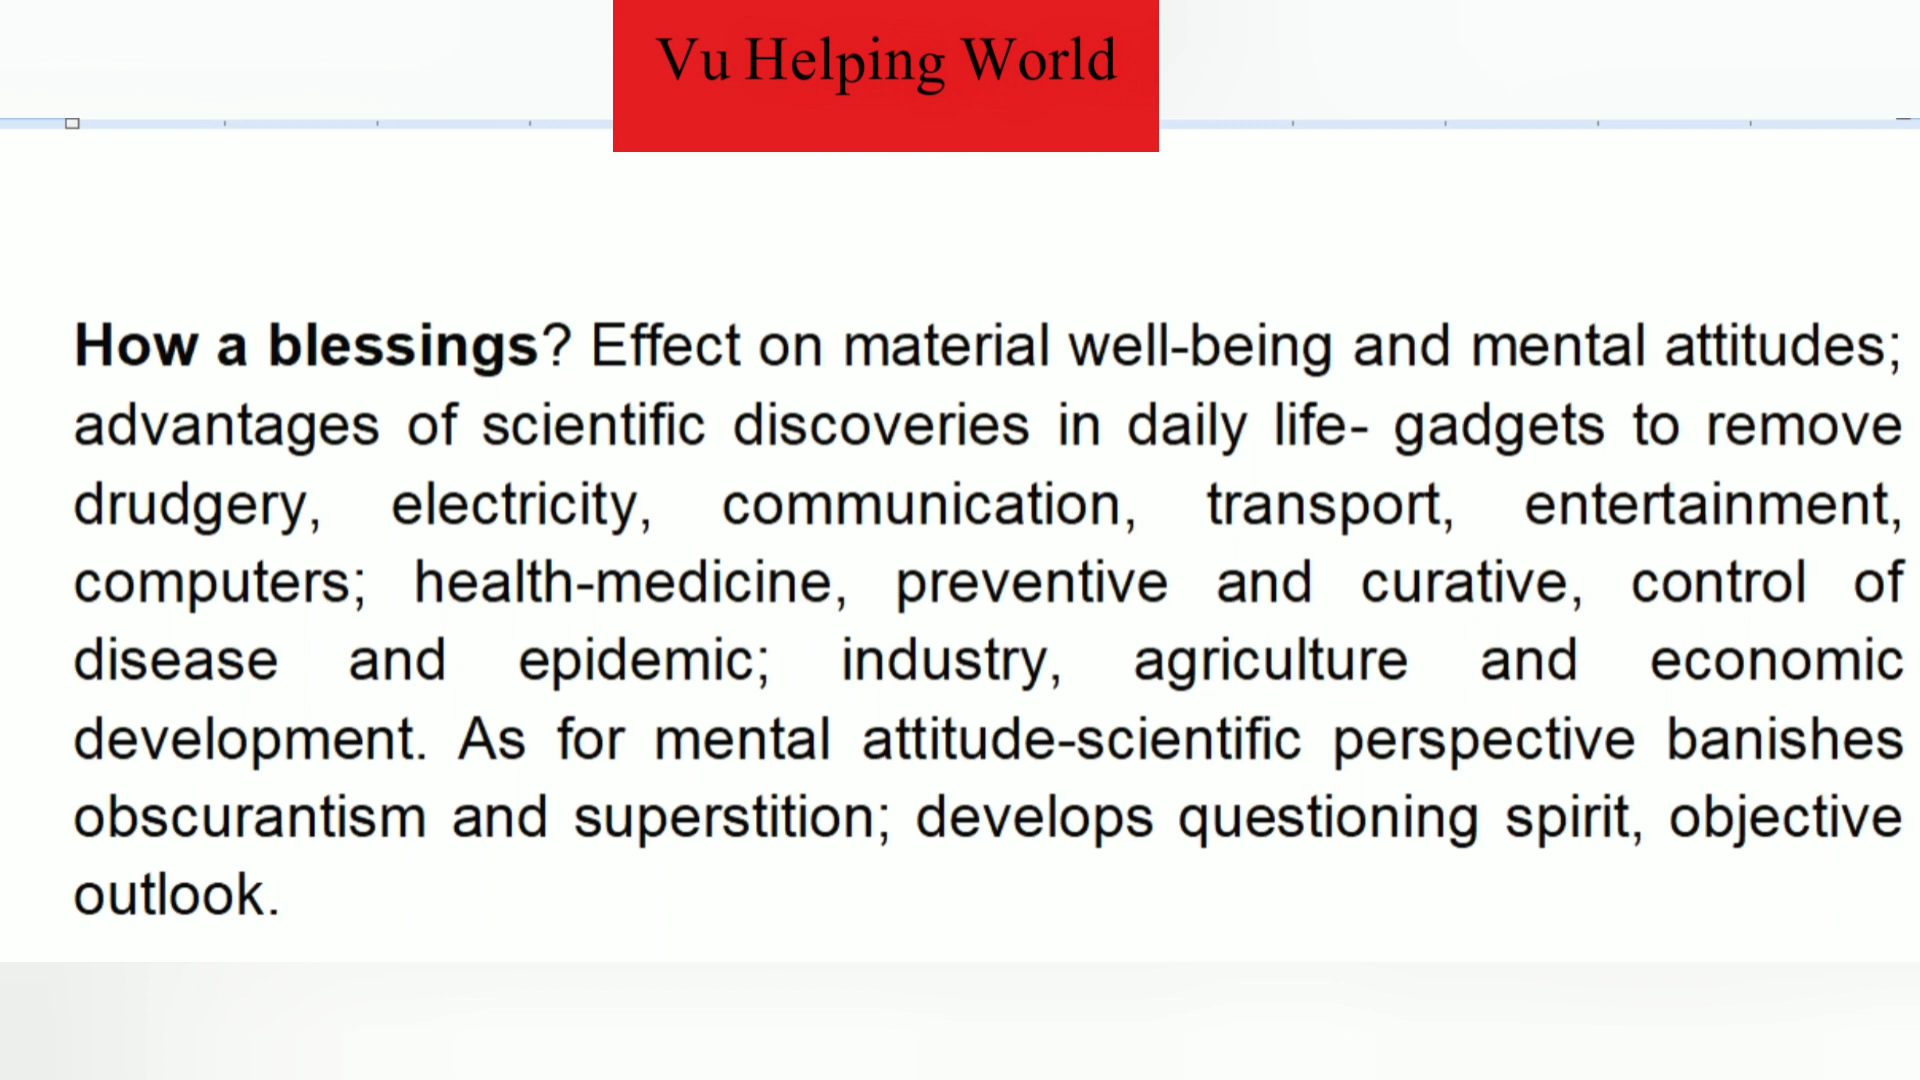 Vu Helping World
How a blessings? Effect on material well-being and mental attitudes;
advantages of scientific discoveries in daily life- gadgets to remove
drudgery, electricity, communication, transport, entertainment,
computers; health-medicine, preventive and curative, control of
disease and epidemic; industry, agriculture and economic
development. As for mental attitude-scientific perspective banishes
obscurantism and superstition; develops questioning spirit, objective
outlook.